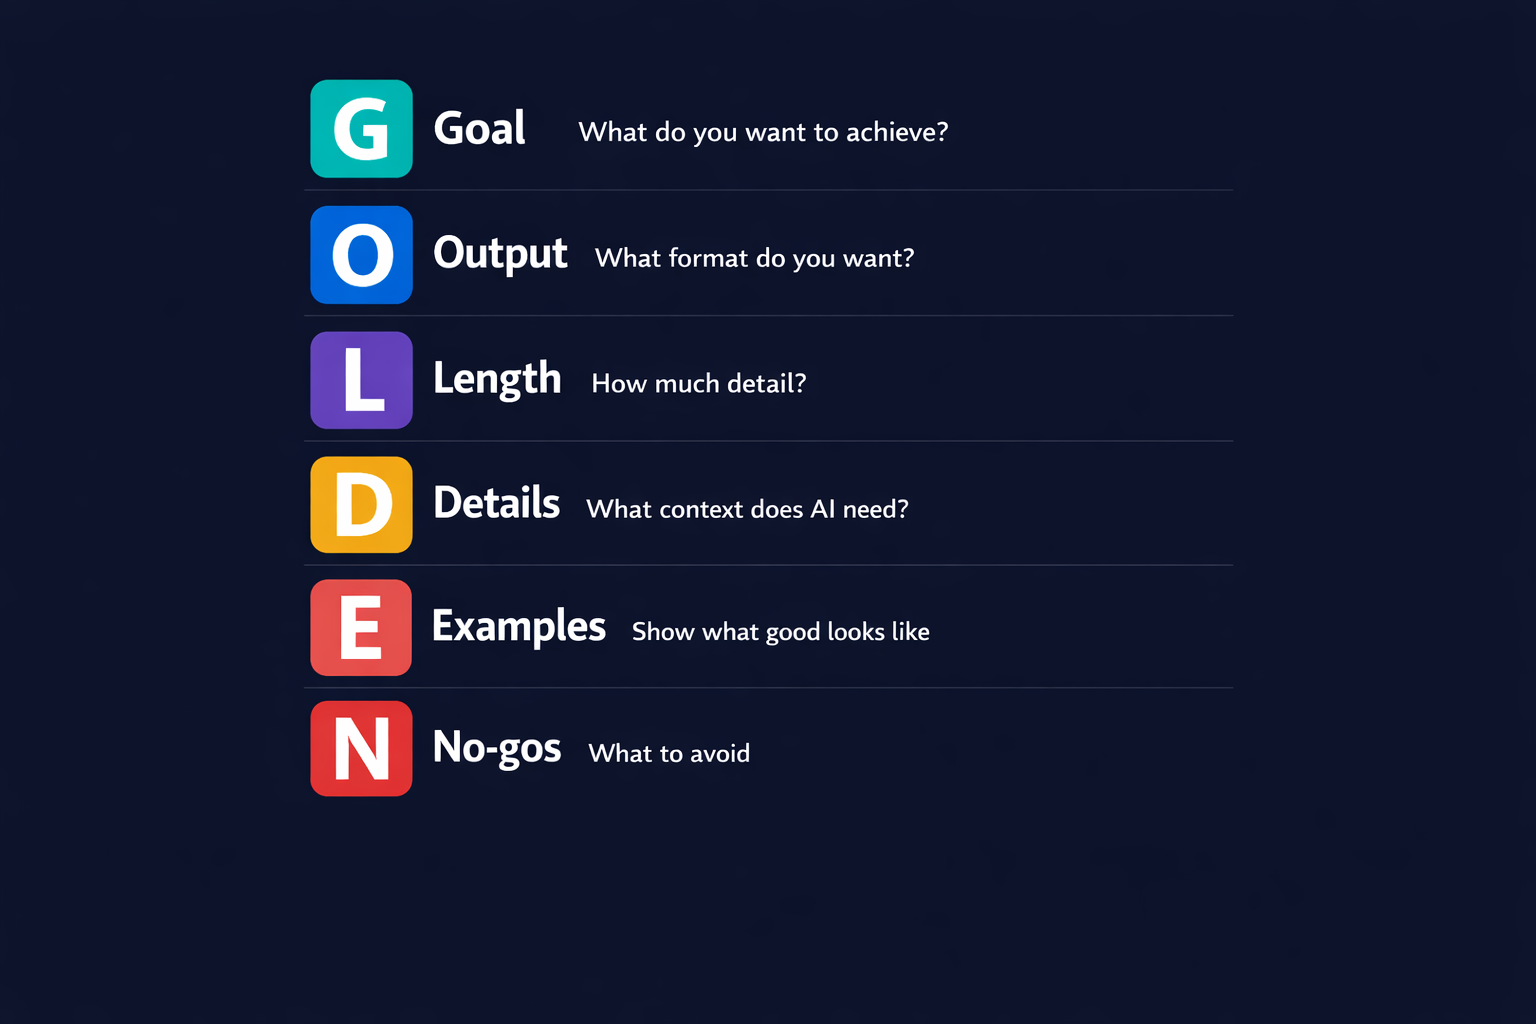 G Goal What do you want to achieve?
O Output What format do you want?
L Length How much detail?
D Details What context does AI need?
E Examples Show what good looks like
N No-gos What to avoid